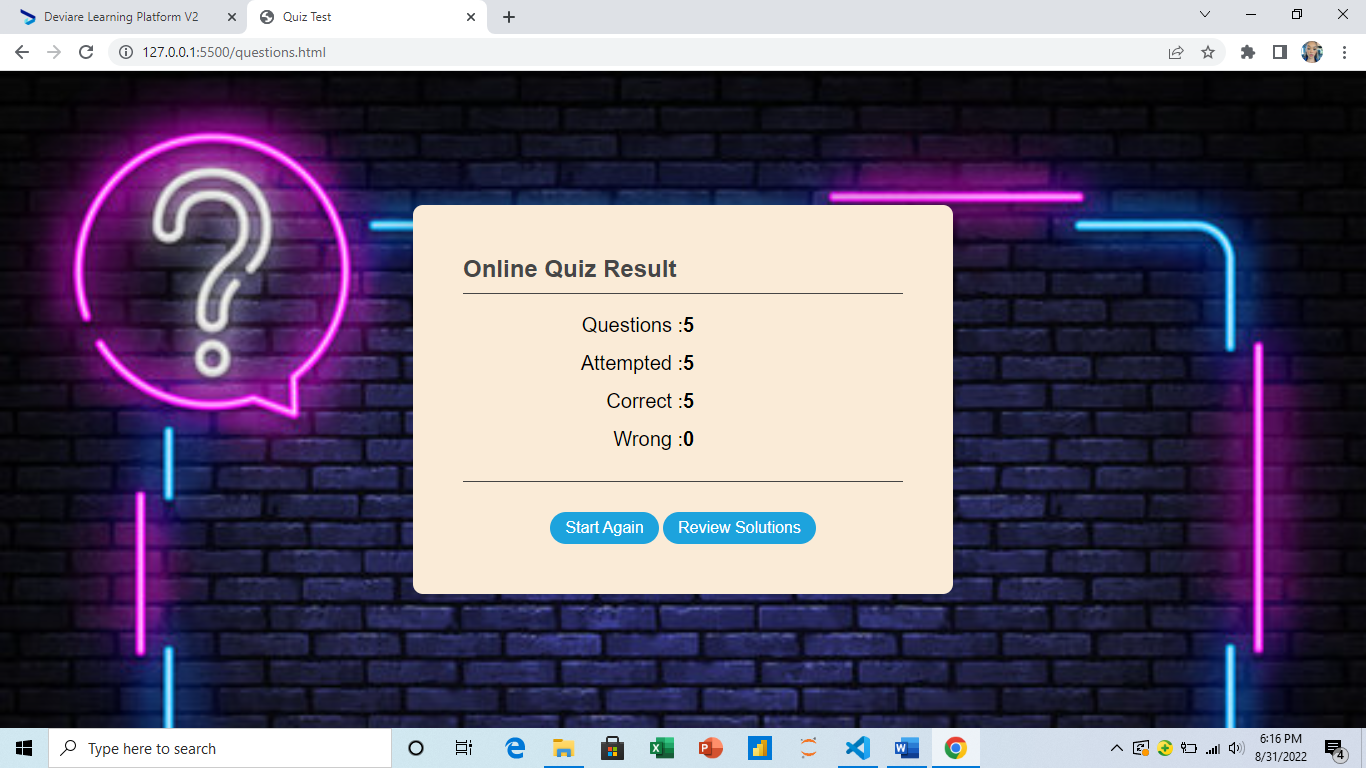 Deviare Learning Platform V2
Quiz Test
127.0.0.1:5500/questions.html
Online Quiz Result
Questions :5
Attempted :5
Correct :5
Wrong :0
Start Again
Review Solutions
Type here to search
6:16 PM
8/31/2022
4